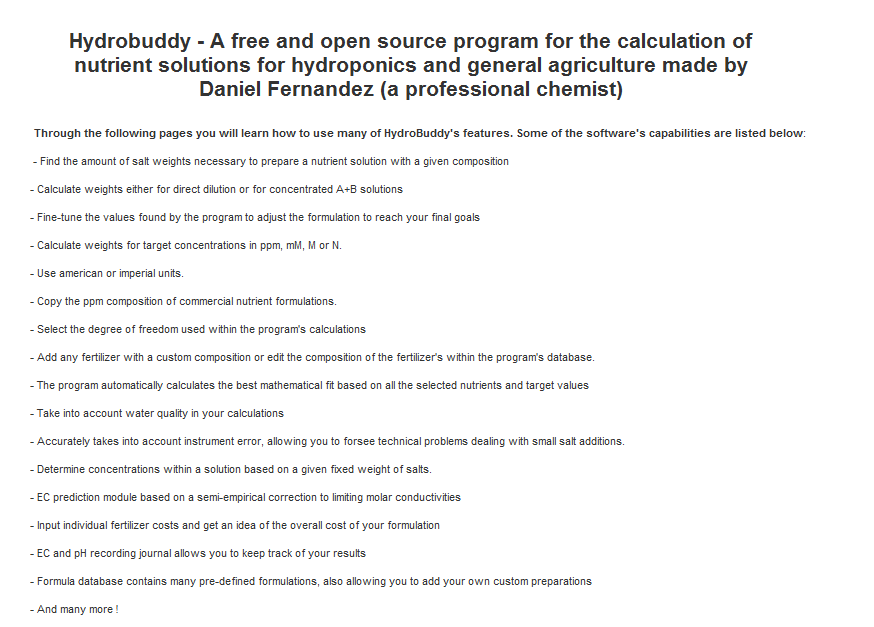 Hydrobuddy - A free and open source program for the calculation of
nutrient solutions for hydroponics and general agriculture made by
Daniel Fernandez (a professional chemist)
Through the following pages you will learn how to use many of HydroBuddy's features. Some of the software's capabilities are listed below:
- Find the amount of salt weights necessary to prepare a nutrient solution with a given composition
- Calculate weights either for direct dilution or for concentrated A+B solutions
- Fine-tune the values found by the program to adjust the formulation to reach your final goals
- Calculate weights for target concentrations in ppm, mM, M or N.
- Use american or imperial units.
- Copy the ppm composition of commercial nutrient formulations.
- Select the degree of freedom used within the program's calculations
- Add any fertilizer with a custom composition or edit the composition of the fertilizer's within the program's database.
- The program automatically calculates the best mathematical fit based on all the selected nutrients and target values
- Take into account water quality in your calculations
- Accurately takes into account instrument error, allowing you to forsee technical problems dealing with small salt additions.
- Determine concentrations within a solution based on a given fixed weight of salts.
- EC prediction module based on a semi-empirical correction to limiting molar conductivities
- Input individual fertilizer costs and get an idea of the overall cost of your formulation
- EC and pH recording journal allows you to keep track of your results
- Formula database contains many pre-defined formulations, also allowing you to add your own custom preparations
- And many more !